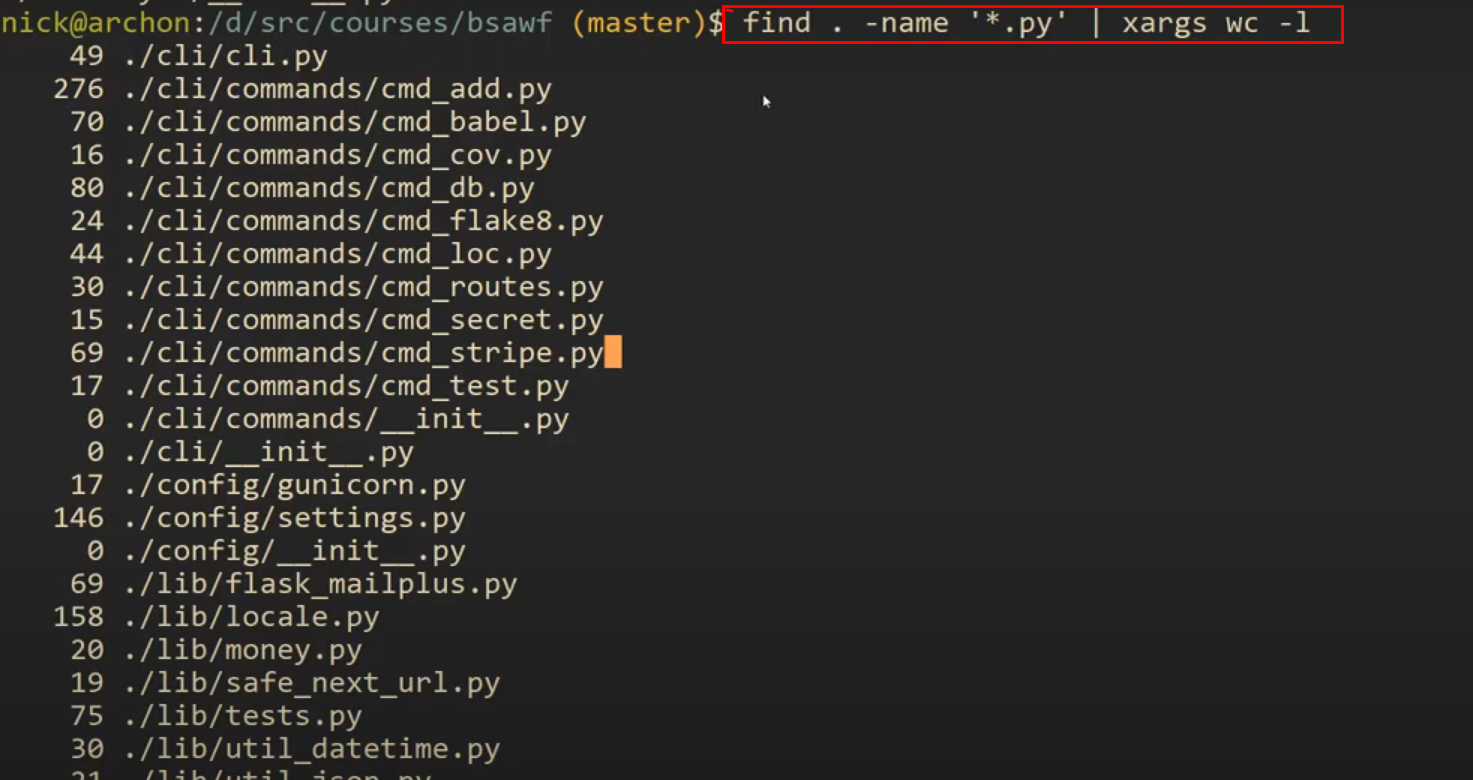 nick@archon:/d/src/courses/bsawf (master)$ find . -name '*.py' | xargs wc -l
49 ./cli/cli.py
276 ./cli/commands/cmd_add.py
70 ./cli/commands/cmd_babel.py
16 ./cli/commands/cmd_cov.py
80 ./cli/commands/cmd_db.py
24 ./cli/commands/cmd_flake8.py
44 ./cli/commands/cmd_loc.py
30 ./cli/commands/cmd_routes.py
15 ./cli/commands/cmd_secret.py
69 ./cli/commands/cmd_stripe.py
17 ./cli/commands/cmd_test.py
0 ./cli/commands/__init__.py
0 ./cli/__init__.py
17 ./config/gunicorn.py
146 ./config/settings.py
0 ./config/__init__.py
69 ./lib/flask_mailplus.py
158 ./lib/locale.py
20 ./lib/money.py
19 ./lib/safe_next_url.py
75 ./lib/tests.py
30 ./lib/util_datetime.py
21 ./lib/util_json.py